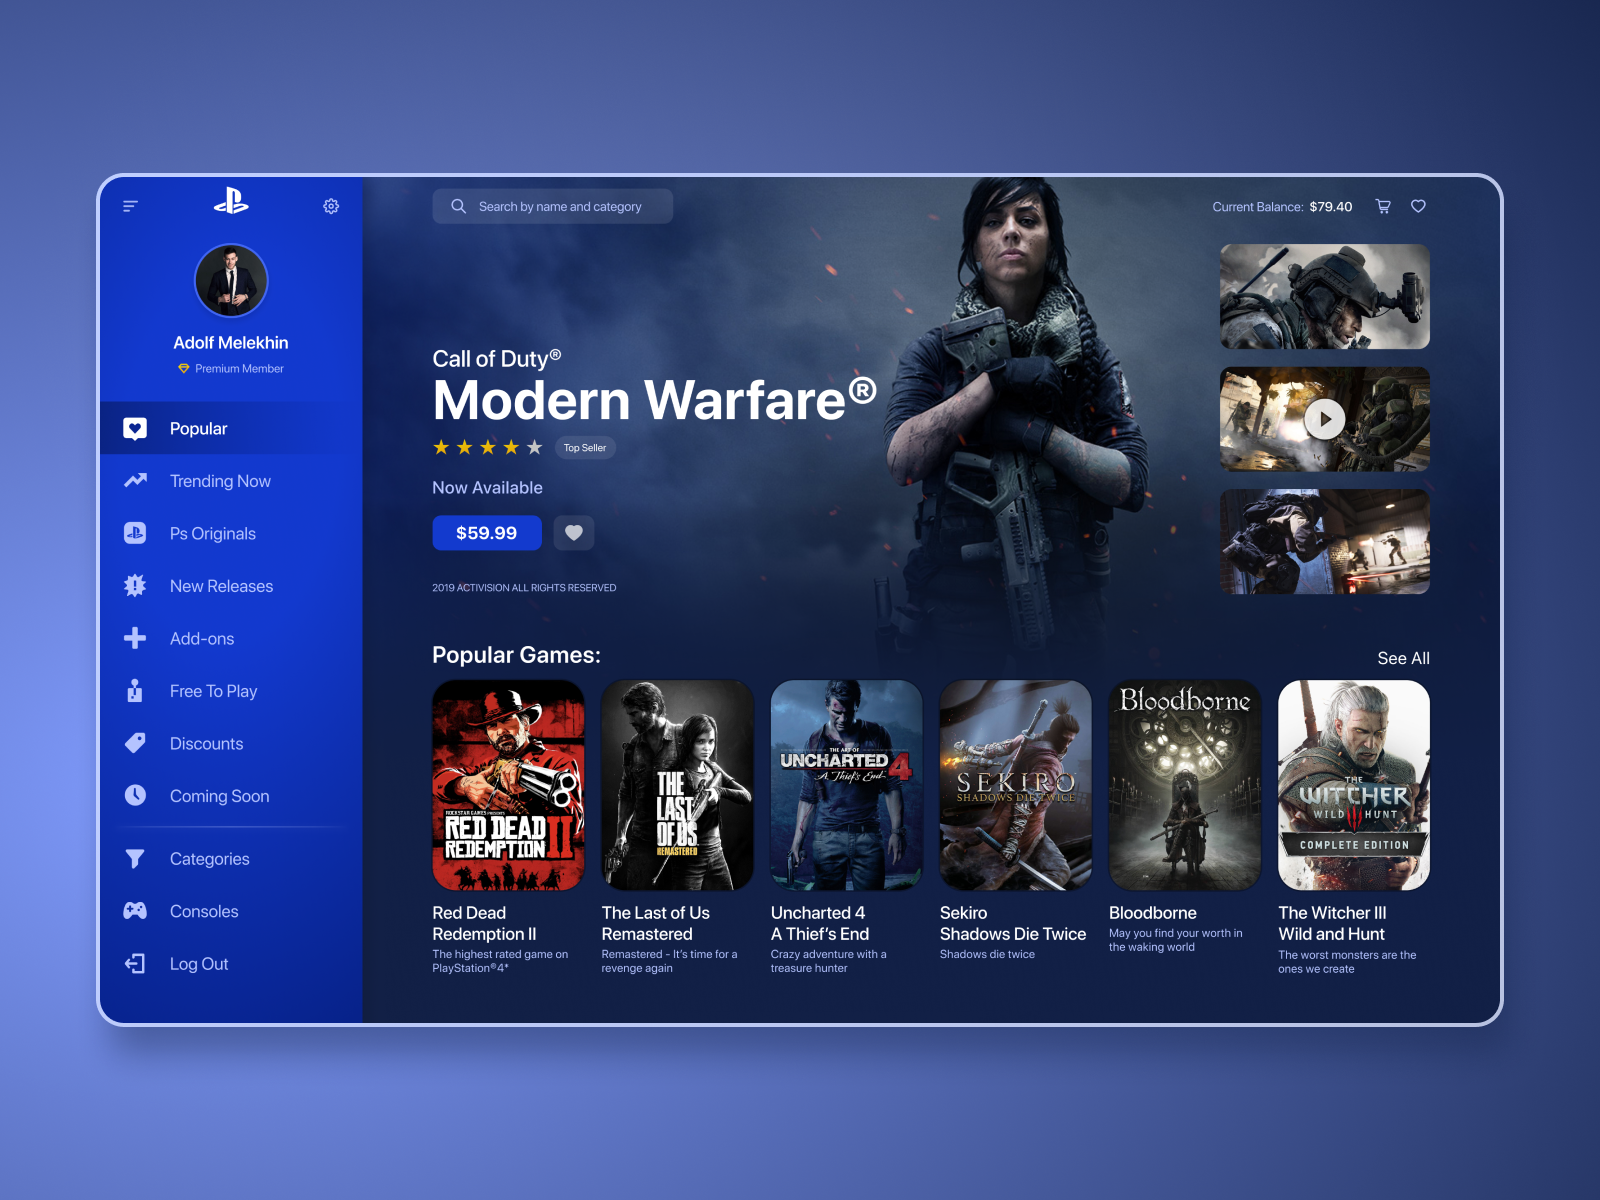 Search by name and category
Current Balance: $79.40
Adolf Melekhin
Premium Member
Popular
Trending Now
Ps Originals
New Releases
Add-ons
Free To Play
Discounts
Coming Soon
Categories
Consoles
Log Out
Call of Duty®
Modern Warfare®
Top Seller
Now Available
$59.99
2019 ACTIVISION ALL RIGHTS RESERVED
Popular Games:
See All
ROCKSTAR GAMES PRESENTS
RED DEAD
REDEMPTION II
THE
LAST
OF US
REMASTERED
THE ART OF
UNCHARTED 4
A Thief's End
SEKIRO
SHADOWS DIE TWICE
Bloodborne
THE
WITCHER
WILD HUNT
COMPLETE EDITION
Red Dead
Redemption II
The highest rated game on
PlayStation®4*
The Last of Us
Remastered
Remastered - It's time for a
revenge again
Uncharted 4
A Thief's End
Crazy adventure with a
treasure hunter
Sekiro
Shadows Die Twice
Shadows die twice
Bloodborne
May you find your worth in
the waking world
The Witcher III
Wild and Hunt
The worst monsters are the
ones we create